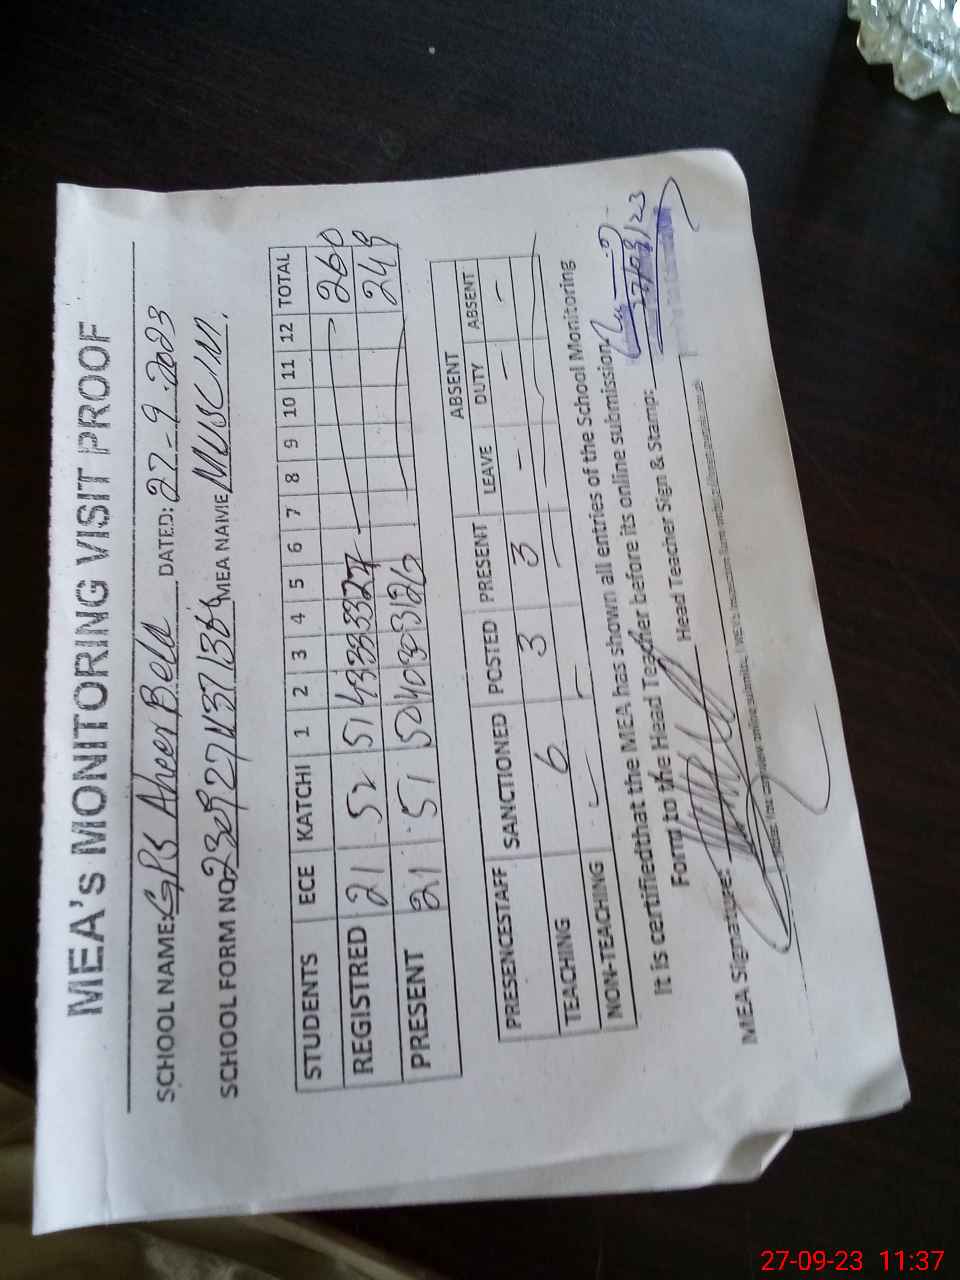 MEA's MONITORING VISIT PROOF
SCHOOL NAME: GPS Aheer Bela DATED: 27-9-2023
SCHOOL FORM NO MEA NAME
STUDENTS ECE KATCHI 1 2 3 4 5 6 7 8 9 10 11 12 TOTAL
REGISTRED 21 52 51 43 33 33 27 260
PRESENT 21 51 50 40 30 31 26 249
PRESENCESTAFF SANCTIONED POSTED PRESENT LEAVE ABSENT DUTY ABSENT
TEACHING 6 3 3 - - -
NON-TEACHING
It is certifiedthat the MEA has shown all entries of the School Monitoring
Form to the Head Teacher before its online submission
MEA Signature: Head Teacher Sign & Stamp:
27-09-23 11:37